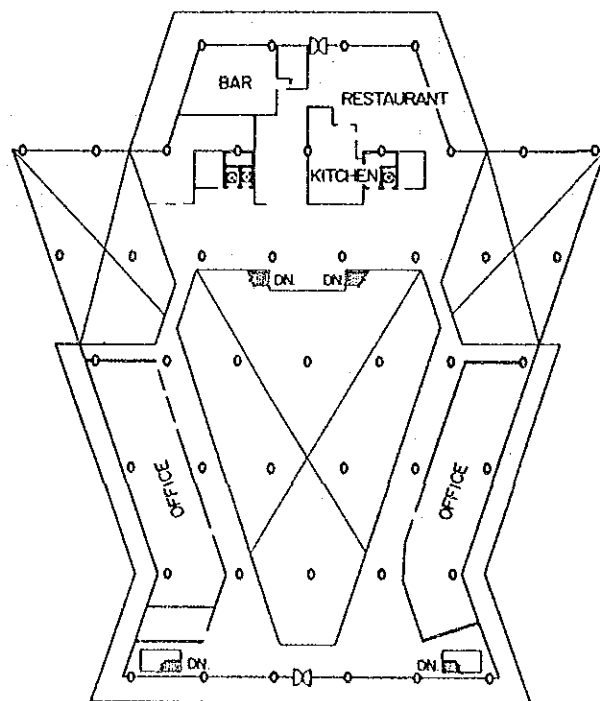 BAR
RESTAURANT
KITCHEN
DN. DN.
OFFICE
OFFICE
DN.
DN.